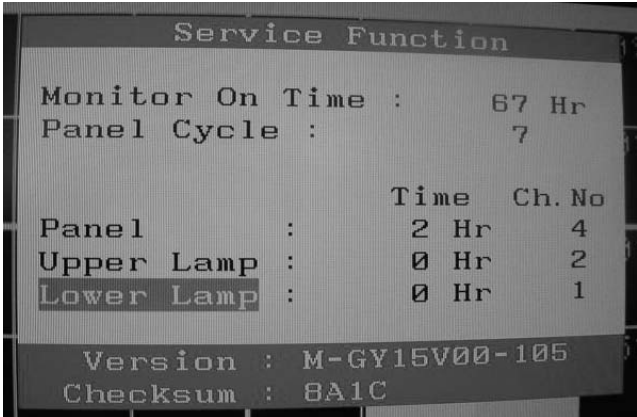 Service Function
Monitor On Time : 67 Hr
Panel Cycle : 7
Time Ch.No
Panel : 2 Hr 4
Upper Lamp : 0 Hr 2
Lower Lamp : 0 Hr 1
Version : M-GY15V00-105
Checksum : 8A1C